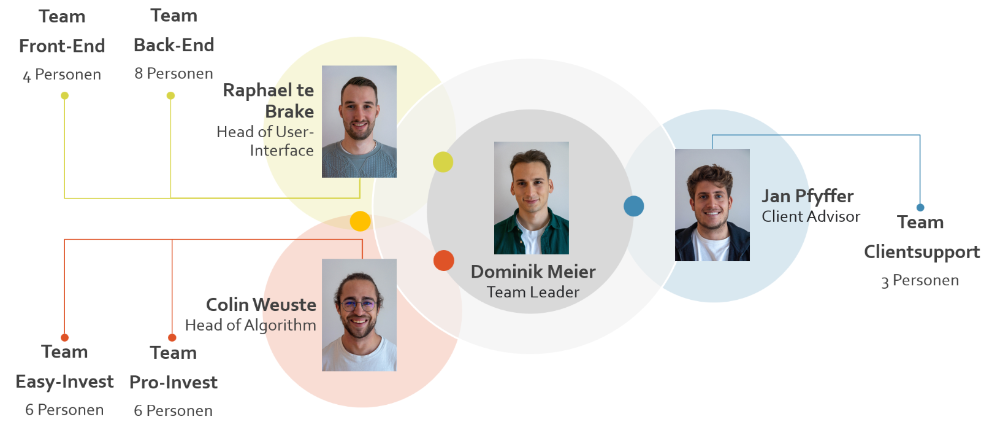 Team
Front-End
4 Personen
Team
Back-End
8 Personen
Raphael te
Brake
Head of User-
Interface
Dominik Meier
Team Leader
Jan Pfyffer
Client Advisor
Team
Clientsupport
3 Personen
Colin Weuste
Head of Algorithm
Team
Easy-Invest
6 Personen
Team
Pro-Invest
6 Personen